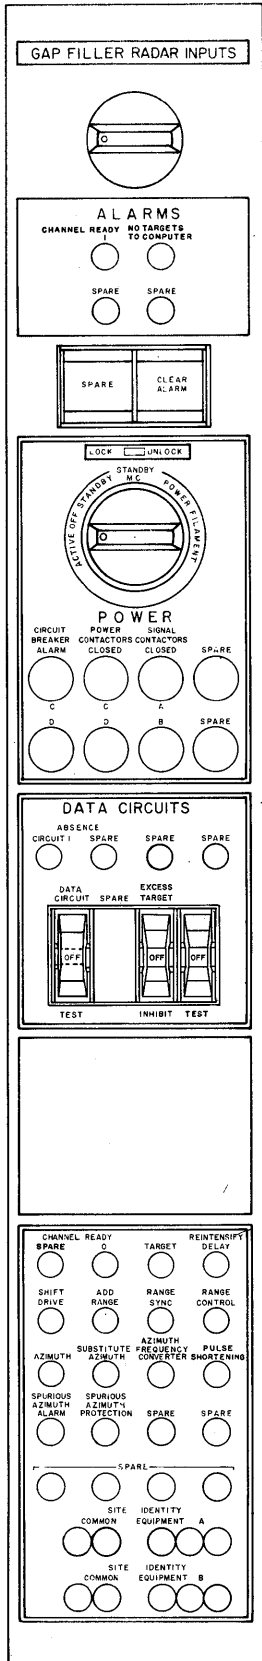 GAP FILLER RADAR INPUTS
ALARMS
CHANNEL READY
1
NO TARGETS
TO COMPUTER
SPARE SPARE
SPARE
CLEAR
ALARM
LOCK UNLOCK
STANDBY
MC
ACTIVE OFF STANDBY
POWER FILAMENT
POWER
CIRCUIT
BREAKER
ALARM
POWER
CONTACTORS
CLOSED
SIGNAL
CONTACTORS
CLOSED
SPARE
C C A
D D B SPARE
DATA CIRCUITS
ABSENCE
CIRCUIT 1 SPARE SPARE SPARE
DATA
CIRCUIT
SPARE
EXCESS
TARGET
OFF OFF OFF
TEST INHIBIT TEST
CHANNEL READY
SPARE 0
TARGET
REINTENSIFY
DELAY
SHIFT
DRIVE
ADD
RANGE
RANGE
SYNC
RANGE
CONTROL
AZIMUTH
SUBSTITUTE
AZIMUTH
AZIMUTH
FREQUENCY
CONVERTER
PULSE
SHORTENING
SPURIOUS
AZIMUTH
ALARM
SPURIOUS
AZIMUTH
PROTECTION
SPARE
SPARE
SPARE
SITE IDENTITY
COMMON EQUIPMENT A
SITE IDENTITY
COMMON EQUIPMENT B